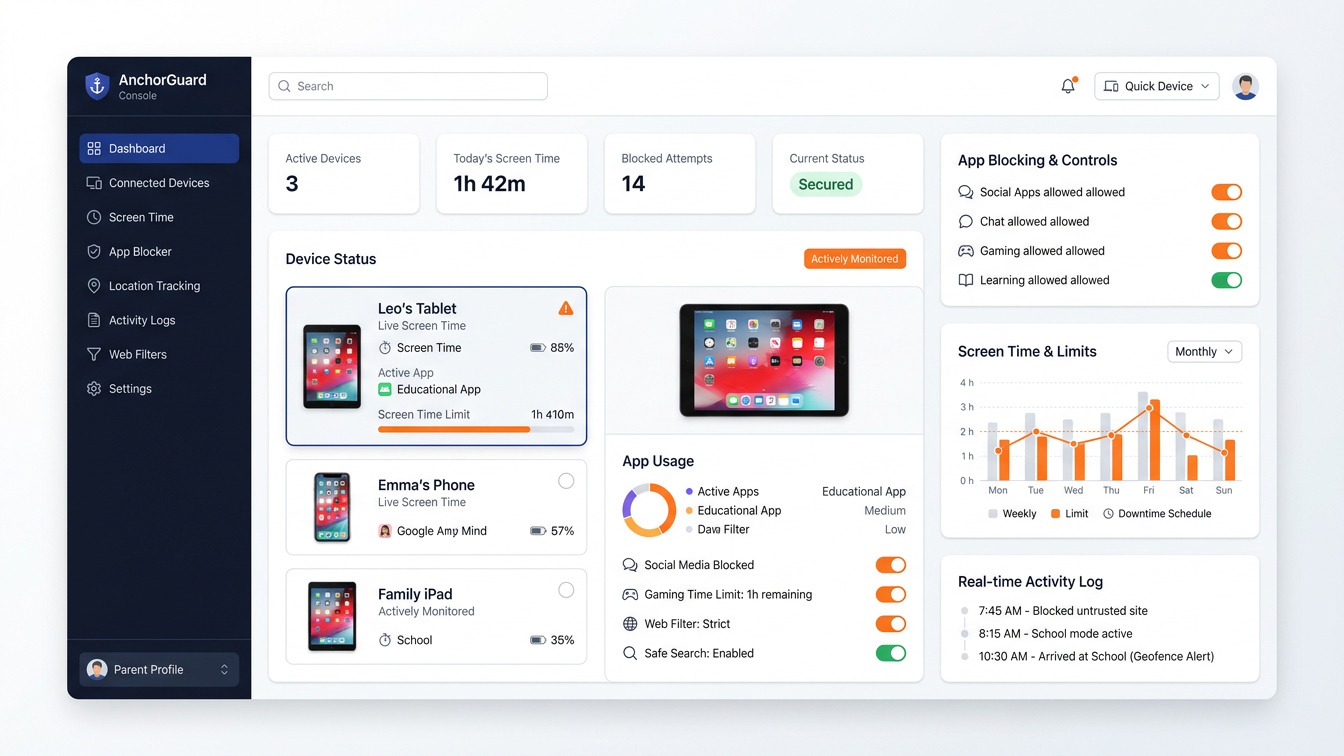 AnchorGuard
Console
Dashboard
Connected Devices
Screen Time
App Blocker
Location Tracking
Activity Logs
Web Filters
Settings
Parent Profile
Search
Quick Device
Active Devices
3
Today's Screen Time
1h 42m
Blocked Attempts
14
Current Status
Secured
Device Status
Actively Monitored
Leo's Tablet
Live Screen Time
Screen Time 88%
Active App
Educational App
Screen Time Limit 1h 410m
Emma's Phone
Live Screen Time
Google Amy Mind 57%
Family iPad
Actively Monitored
School 35%
App Usage
Active Apps Educational App
Educational App Medium
Dava Filter Low
Social Media Blocked
Gaming Time Limit: 1h remaining
Web Filter: Strict
Safe Search: Enabled
App Blocking & Controls
Social Apps allowed allowed
Chat allowed allowed
Gaming allowed allowed
Learning allowed allowed
Screen Time & Limits
Monthly
4 h
3 h
2 h
1 h
0 h
Mon Tue Wed Thu Fri Sat Sun
Weekly Limit Downtime Schedule
Real-time Activity Log
7:45 AM - Blocked untrusted site
8:15 AM - School mode active
10:30 AM - Arrived at School (Geofence Alert)